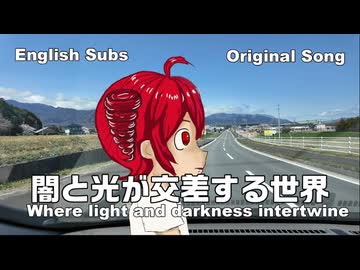 English Subs
Original Song
闇と光が交差する世界
Where light and darkness intertwine